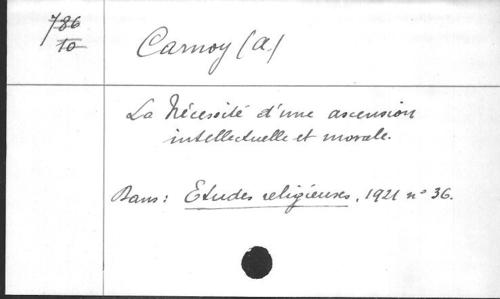 786
10
Carnoy (A.)
La Nécessité d'une ascension
intellectuelle et morale.
Dans: Etudes religieuses, 1921 n° 36.